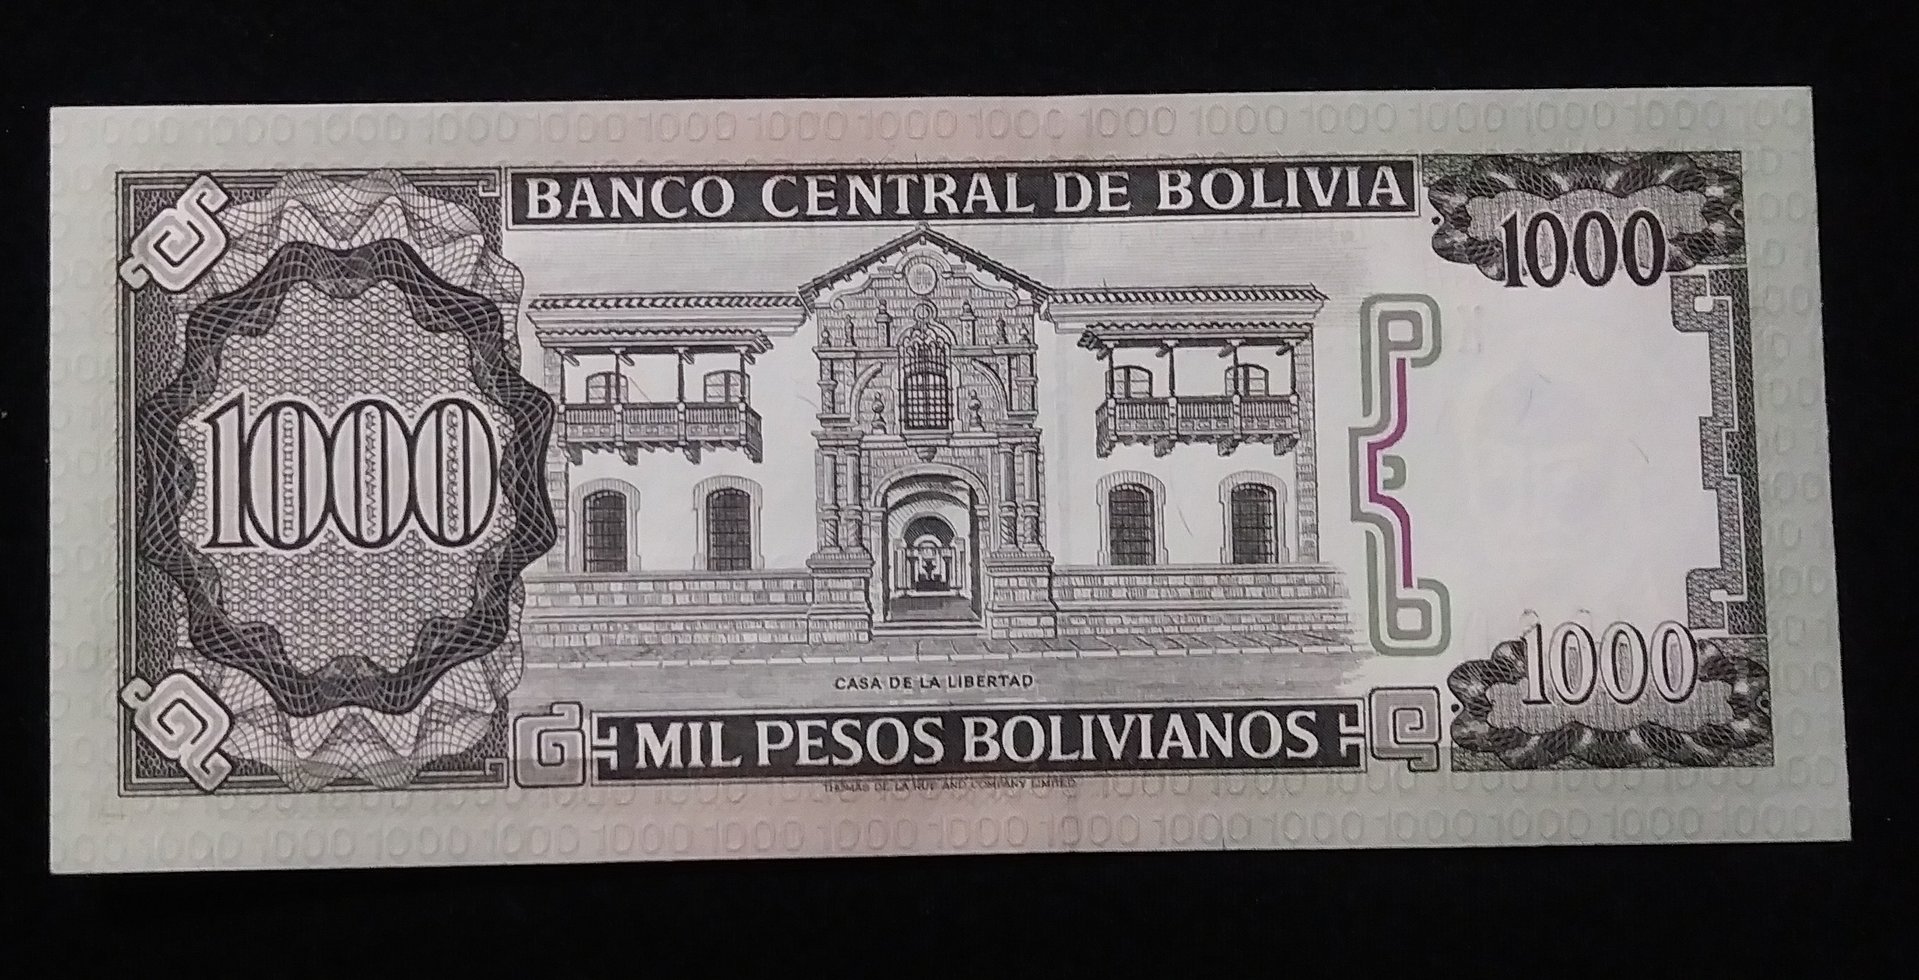 BANCO CENTRAL DE BOLIVIA
1000
1000
CASA DE LA LIBERTAD
1000
MIL PESOS BOLIVIANOS
THOMAS DE LA RUE AND COMPANY LIMITED